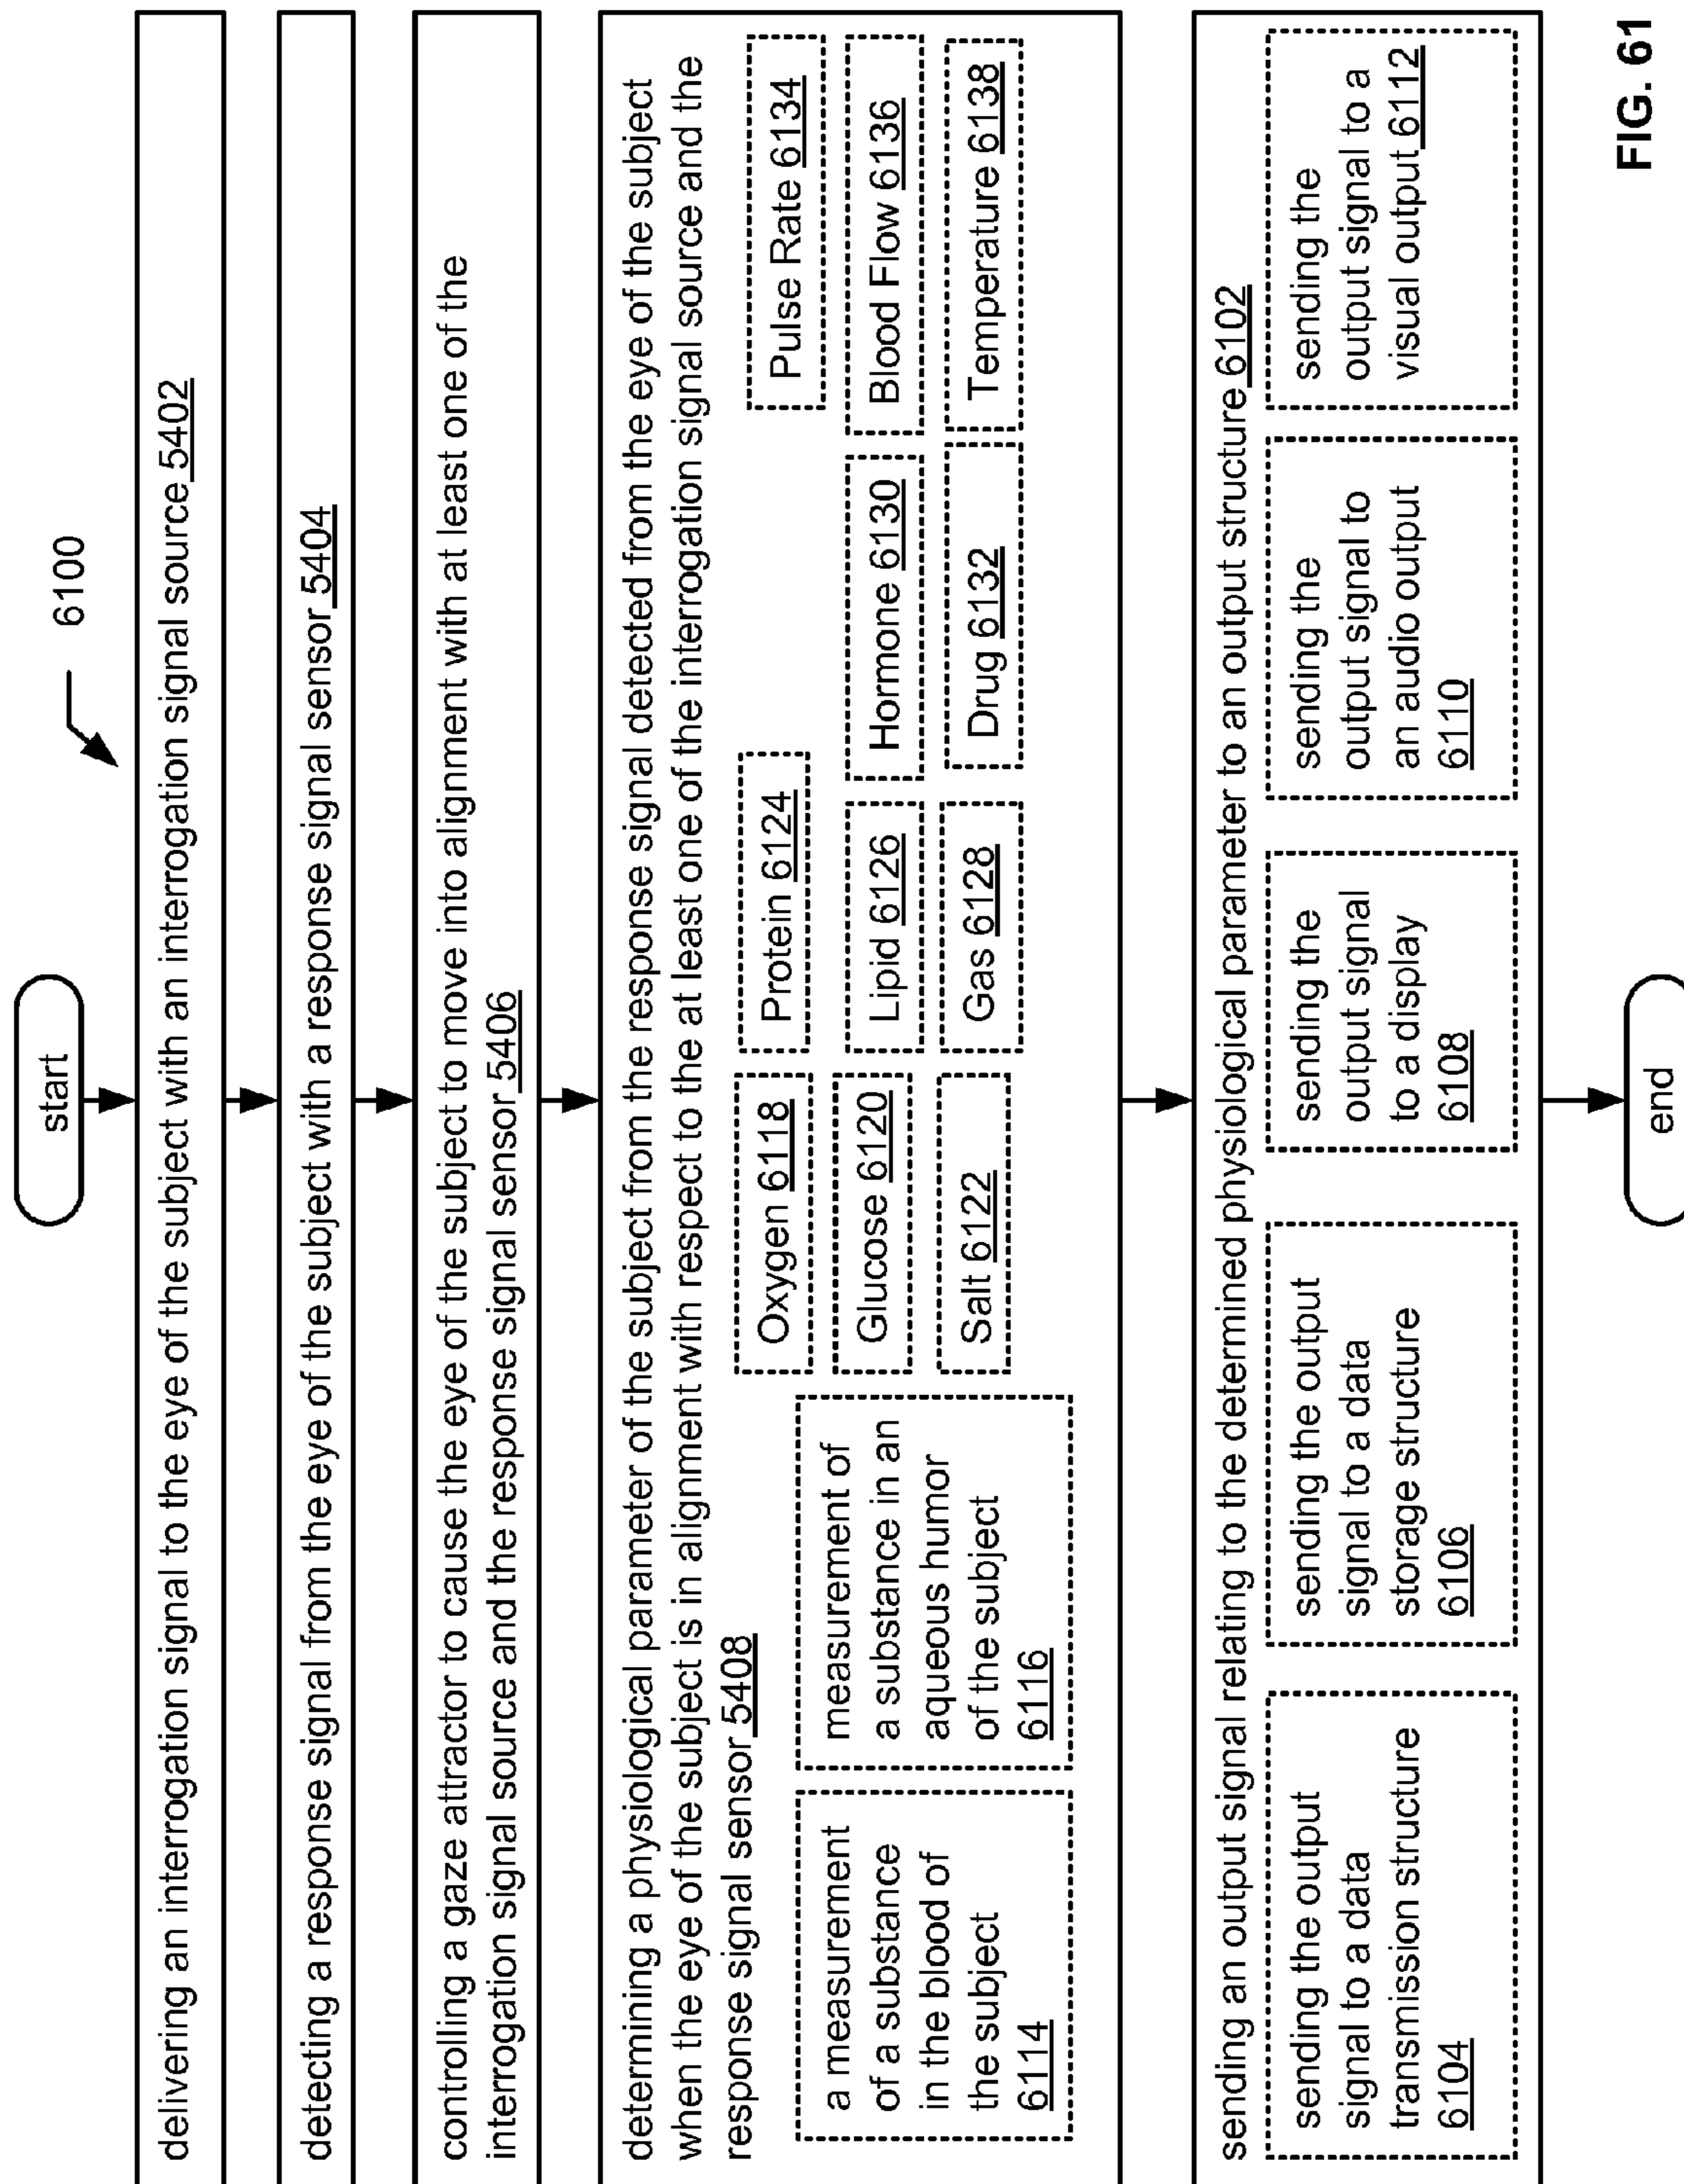 6100
start
delivering an interrogation signal to the eye of the subject with an interrogation signal source 5402
detecting a response signal from the eye of the subject with a response signal sensor 5404
controlling a gaze attractor to cause the eye of the subject to move into alignment with at least one of the
interrogation signal source and the response signal sensor 5406
determining a physiological parameter of the subject from the response signal detected from the eye of the subject
when the eye of the subject is in alignment with respect to the at least one of the interrogation signal source and the
response signal sensor 5408
a measurement
of a substance
in the blood of
the subject
6114
measurement of
a substance in an
aqueous humor
of the subject
6116
Oxygen 6118
Glucose 6120
Salt 6122
Protein 6124
Lipid 6126
Gas 6128
Hormone 6130
Drug 6132
Pulse Rate 6134
Blood Flow 6136
Temperature 6138
sending an output signal relating to the determined physiological parameter to an output structure 6102
sending the output
signal to a data
transmission structure
6104
sending the output
signal to a data
storage structure
6106
sending the
output signal
to a display
6108
sending the
output signal to
an audio output
6110
sending the
output signal to a
visual output 6112
end
FIG. 61